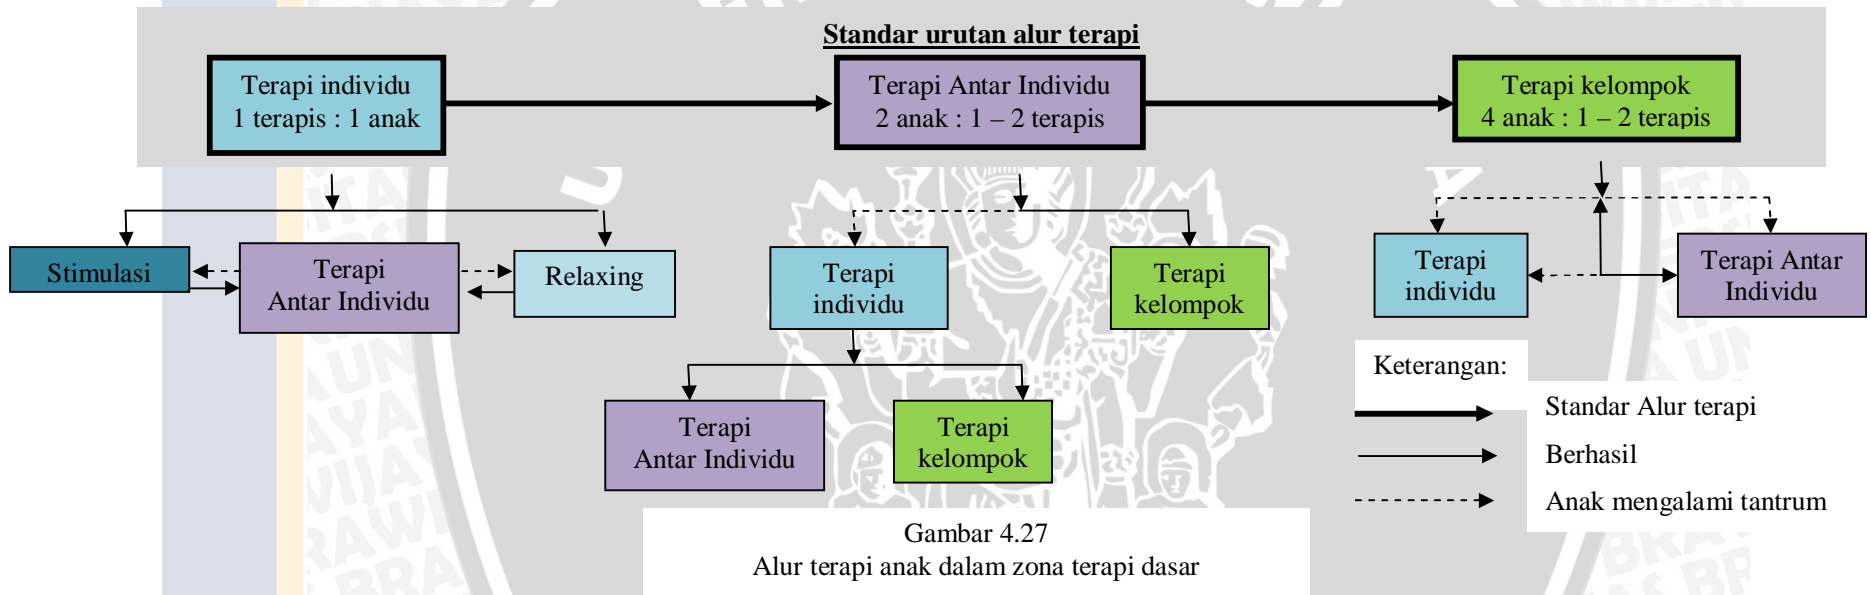 Standar urutan alur terapi
Terapi individu
1 terapis : 1 anak
Terapi Antar Individu
2 anak : 1 – 2 terapis
Terapi kelompok
4 anak : 1 – 2 terapis
Stimulasi
Terapi
Antar Individu
Relaxing
Terapi
individu
Terapi
kelompok
Terapi
individu
Terapi Antar
Individu
Terapi
Antar Individu
Terapi
kelompok
Keterangan:
Standar Alur terapi
Berhasil
Anak mengalami tantrum
Gambar 4.27
Alur terapi anak dalam zona terapi dasar